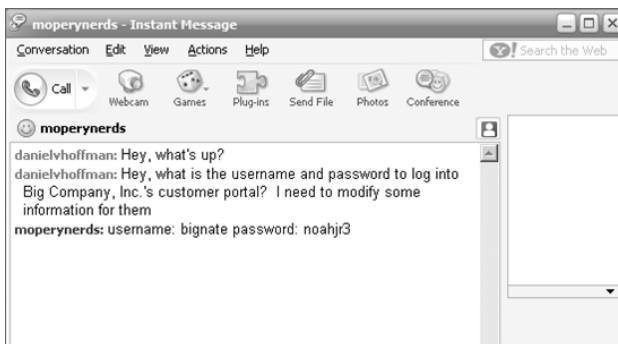 moperynerds - Instant Message
Conversation Edit View Actions Help
Y! Search the Web
Call
Webcam Games Plug-ins Send File Photos Conference
moperynerds
danielvhoffman: Hey, what's up?
danielvhoffman: Hey, what is the username and password to log into
Big Company, Inc.'s customer portal? I need to modify some
information for them
moperynerds: username: bignate password: noahjr3